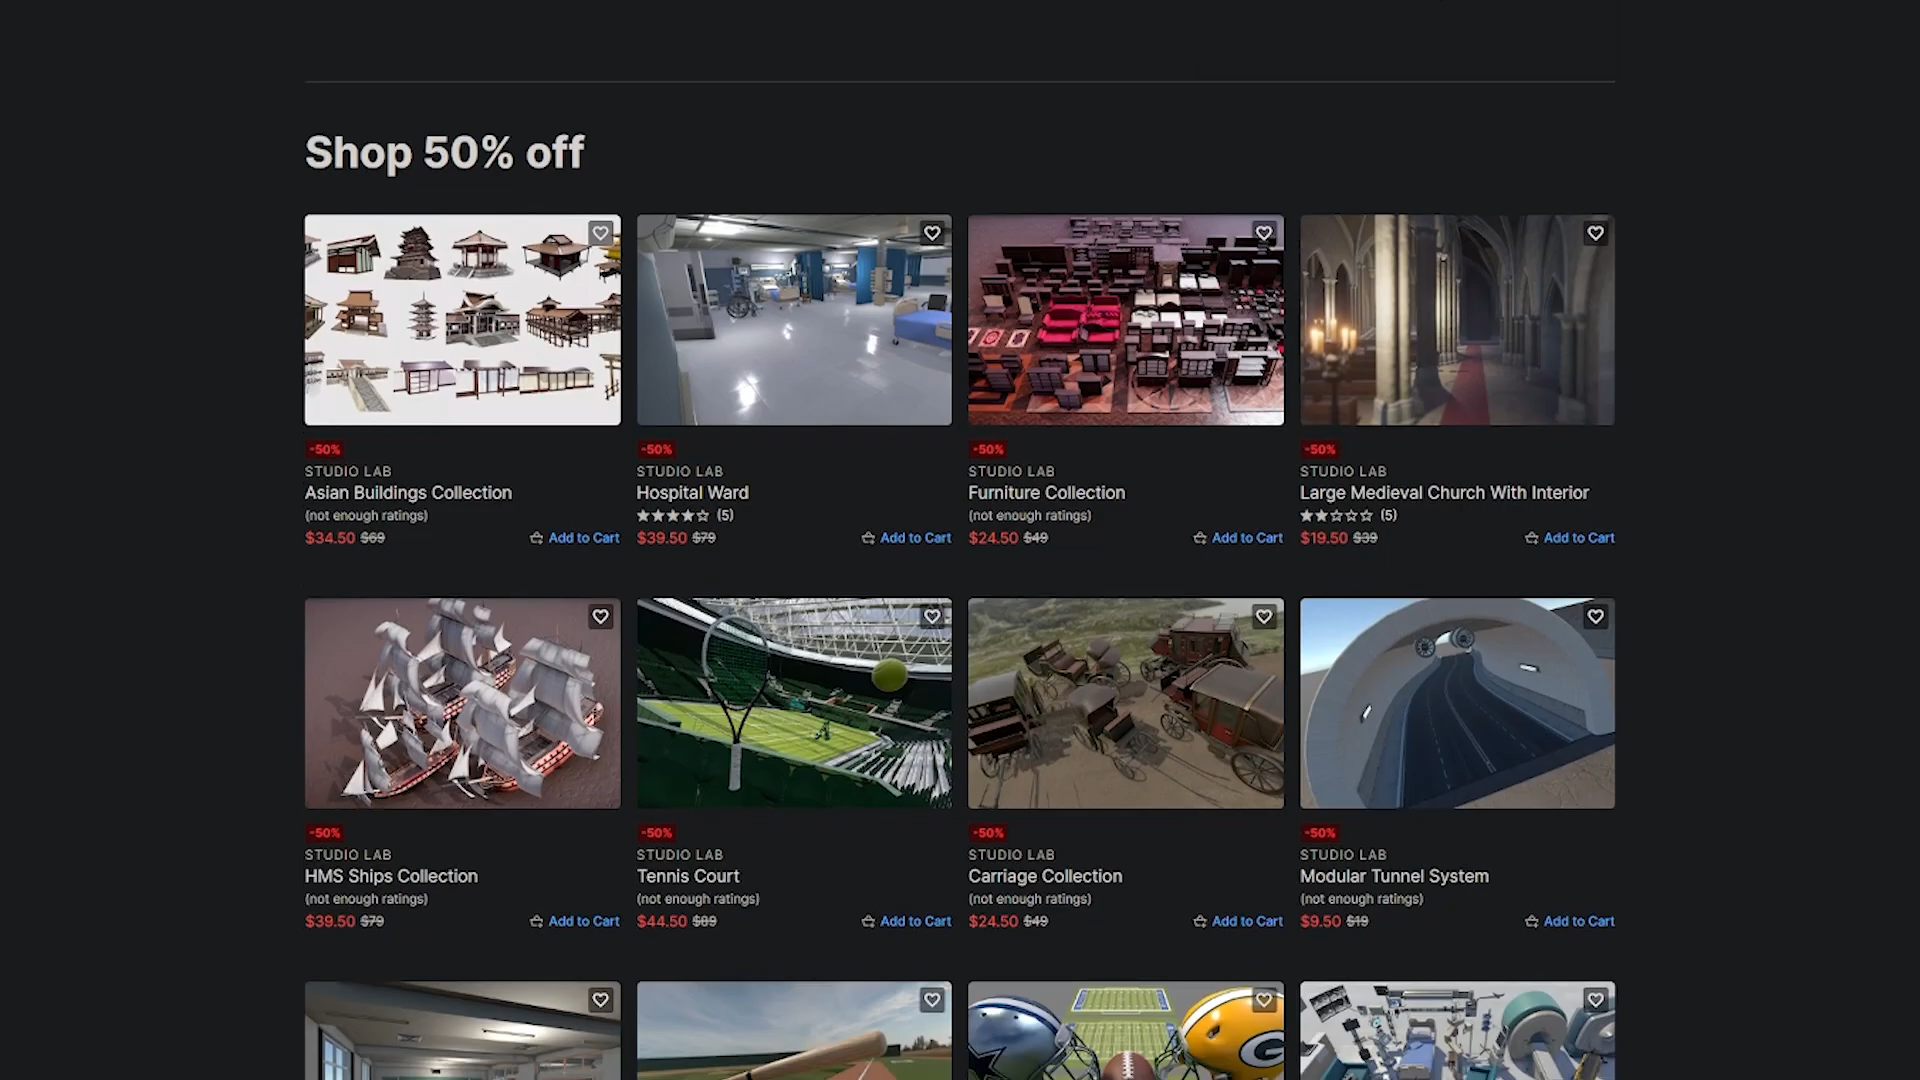 Shop 50% off
-50%
STUDIO LAB
Asian Buildings Collection
(not enough ratings)
$34.50 $69
Add to Cart
-50%
STUDIO LAB
Hospital Ward
(5)
$39.50 $79
Add to Cart
-50%
STUDIO LAB
Furniture Collection
(not enough ratings)
$24.50 $49
Add to Cart
-50%
STUDIO LAB
Large Medieval Church With Interior
(5)
$19.50 $39
Add to Cart
-50%
STUDIO LAB
HMS Ships Collection
(not enough ratings)
$39.50 $79
Add to Cart
-50%
STUDIO LAB
Tennis Court
(not enough ratings)
$44.50 $89
Add to Cart
-50%
STUDIO LAB
Carriage Collection
(not enough ratings)
$24.50 $49
Add to Cart
-50%
STUDIO LAB
Modular Tunnel System
(not enough ratings)
$9.50 $19
Add to Cart
G